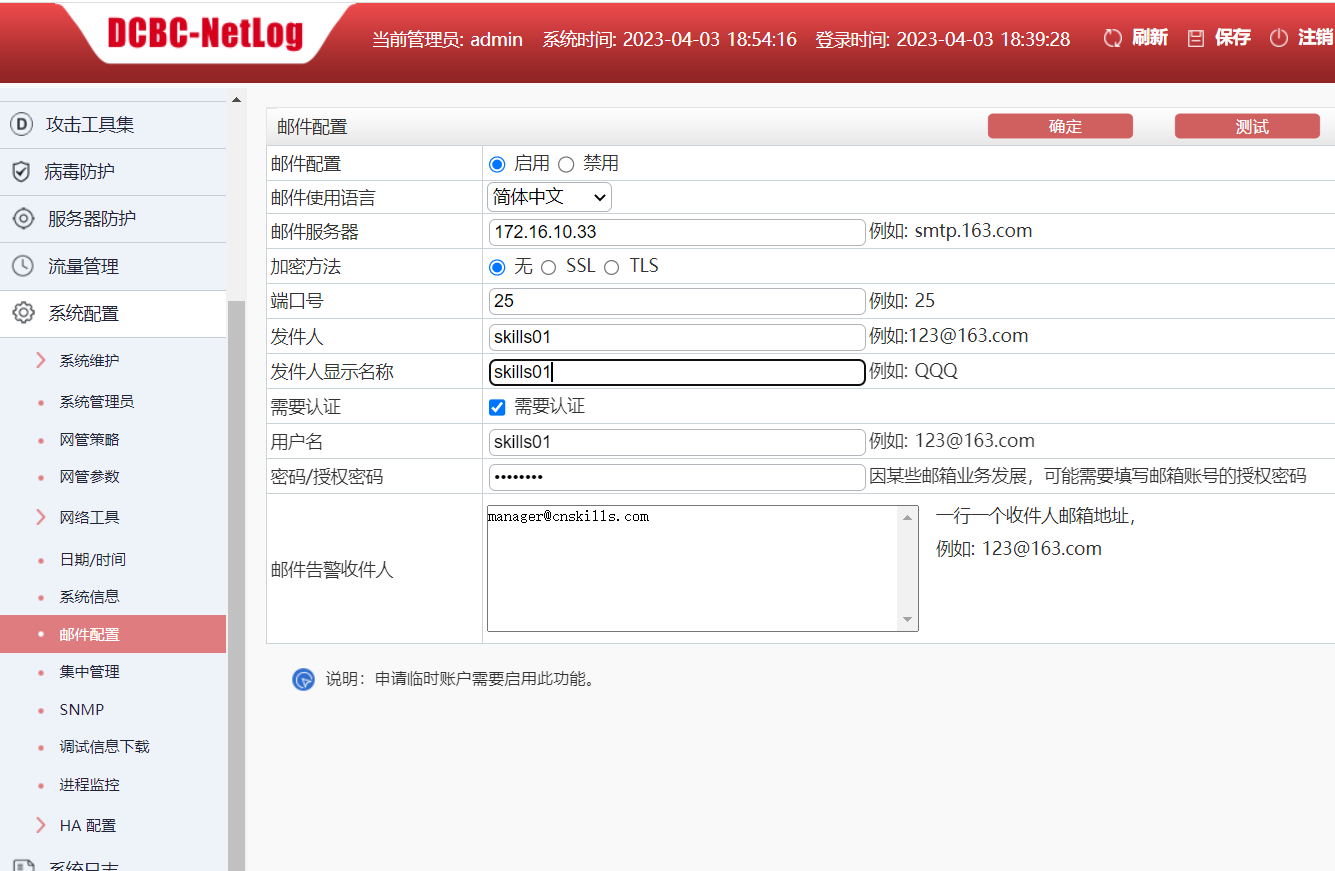 DCBC-NetLog
当前管理员: admin 系统时间: 2023-04-03 18:54:16 登录时间: 2023-04-03 18:39:28 刷新 保存 注销
攻击工具集
病毒防护
服务器防护
流量管理
系统配置
系统维护
系统管理员
网管策略
网管参数
网络工具
日期/时间
系统信息
邮件配置
集中管理
SNMP
调试信息下载
进程监控
HA 配置
系统日志
邮件配置 确定 测试
邮件配置 启用 禁用
邮件使用语言 简体中文
邮件服务器 172.16.10.33 例如: smtp.163.com
加密方法 无 SSL TLS
端口号 25 例如: 25
发件人 skills01 例如:123@163.com
发件人显示名称 skills01 例如: QQQ
需要认证 需要认证
用户名 skills01 例如: 123@163.com
密码/授权密码 •••••••• 因某些邮箱业务发展，可能需要填写邮箱账号的授权密码
邮件告警收件人 manager@cnskills.com 一行一个收件人邮箱地址，
例如: 123@163.com
说明：申请临时账户需要启用此功能。